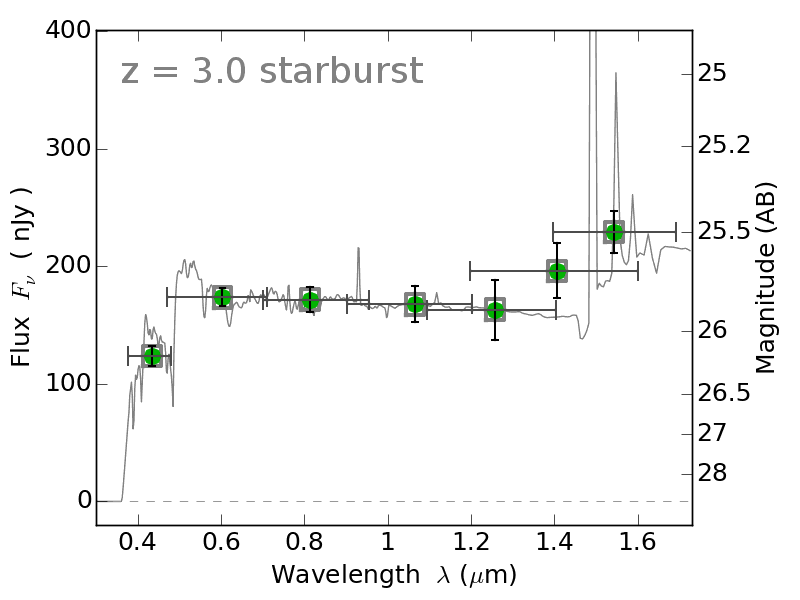 z = 3.0 starburst
400
300
200
100
0
Flux Fν ( nJy )
25
25.2
25.5
26
26.5
27
28
Magnitude (AB)
0.4 0.6 0.8 1 1.2 1.4 1.6
Wavelength λ (μm)